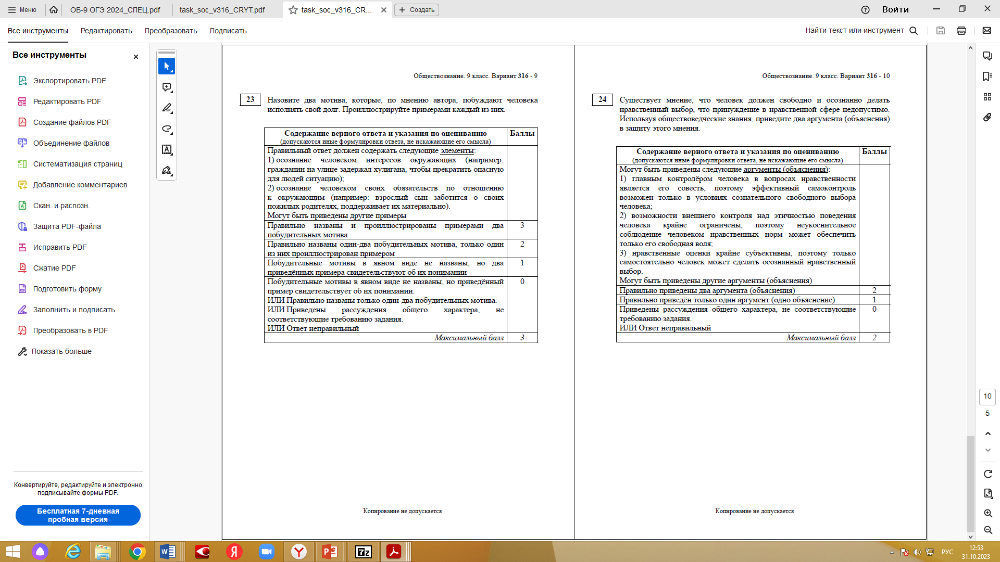 Меню
ОБ-9 ОГЭ 2024_СПЕЦ.pdf
task_soc_v316_CRYT.pdf
task_soc_v316_CR...
Создать
Войти
Все инструменты
Редактировать
Преобразовать
Подписать
Найти текст или инструмент
Все инструменты
Экспортировать PDF
Редактировать PDF
Создание файлов PDF
Объединение файлов
Систематизация страниц
Добавление комментариев
Скан. и распозн.
Защита PDF-файла
Исправить PDF
Сжатие PDF
Подготовить форму
Заполнить и подписать
Преобразовать в PDF
Показать больше
Конвертируйте, редактируйте и электронно
подписывайте формы PDF.
Бесплатная 7-дневная
пробная версия
Обществознание. 9 класс. Вариант 316 - 9
23
Назовите два мотива, которые, по мнению автора, побуждают человека
исполнять свой долг. Проиллюстрируйте примерами каждый из них.
Содержание верного ответа и указания по оцениванию
(допускаются иные формулировки ответа, не искажающие его смысла)
Баллы
Правильный ответ должен содержать следующие элементы:
1) осознание человеком интересов окружающих (например:
гражданин на улице задержал хулигана, чтобы прекратить опасную
для людей ситуацию);
2) осознание человеком своих обязательств по отношению
к окружающим (например: взрослый сын заботится о своих
пожилых родителях, поддерживает их материально).
Могут быть приведены другие примеры
Правильно названы и проиллюстрированы примерами два
побудительных мотива
3
Правильно названы один-два побудительных мотива, только один
из них проиллюстрирован примером
2
Побудительные мотивы в явном виде не названы, но два
приведённых примера свидетельствуют об их понимании
1
Побудительные мотивы в явном виде не названы, но приведённый
пример свидетельствует об их понимании.
ИЛИ Правильно названы только один-два побудительных мотива.
ИЛИ Приведены рассуждения общего характера, не
соответствующие требованию задания.
ИЛИ Ответ неправильный
0
Максимальный балл
3
Копирование не допускается
Обществознание. 9 класс. Вариант 316 - 10
24
Существует мнение, что человек должен свободно и осознанно делать
нравственный выбор, что принуждение в нравственной сфере недопустимо.
Используя обществоведческие знания, приведите два аргумента (объяснения)
в защиту этого мнения.
Содержание верного ответа и указания по оцениванию
(допускаются иные формулировки ответа, не искажающие его смысла)
Баллы
Могут быть приведены следующие аргументы (объяснения):
1) главным контролёром человека в вопросах нравственности
является его совесть, поэтому эффективный самоконтроль
возможен только в условиях сознательного свободного выбора
человека;
2) возможности внешнего контроля над этичностью поведения
человека крайне ограничены, поэтому неукоснительное
соблюдение человеком нравственных норм может обеспечить
только его свободная воля;
3) нравственные оценки крайне субъективны, поэтому только
самостоятельно человек может сделать осознанный нравственный
выбор.
Могут быть приведены другие аргументы (объяснения)
Правильно приведены два аргумента (объяснения)
2
Правильно приведён только один аргумент (одно объяснение)
1
Приведены рассуждения общего характера, не соответствующие
требованию задания.
ИЛИ Ответ неправильный
0
Максимальный балл
2
Копирование не допускается
10
5
РУС
12:53
31.10.2023